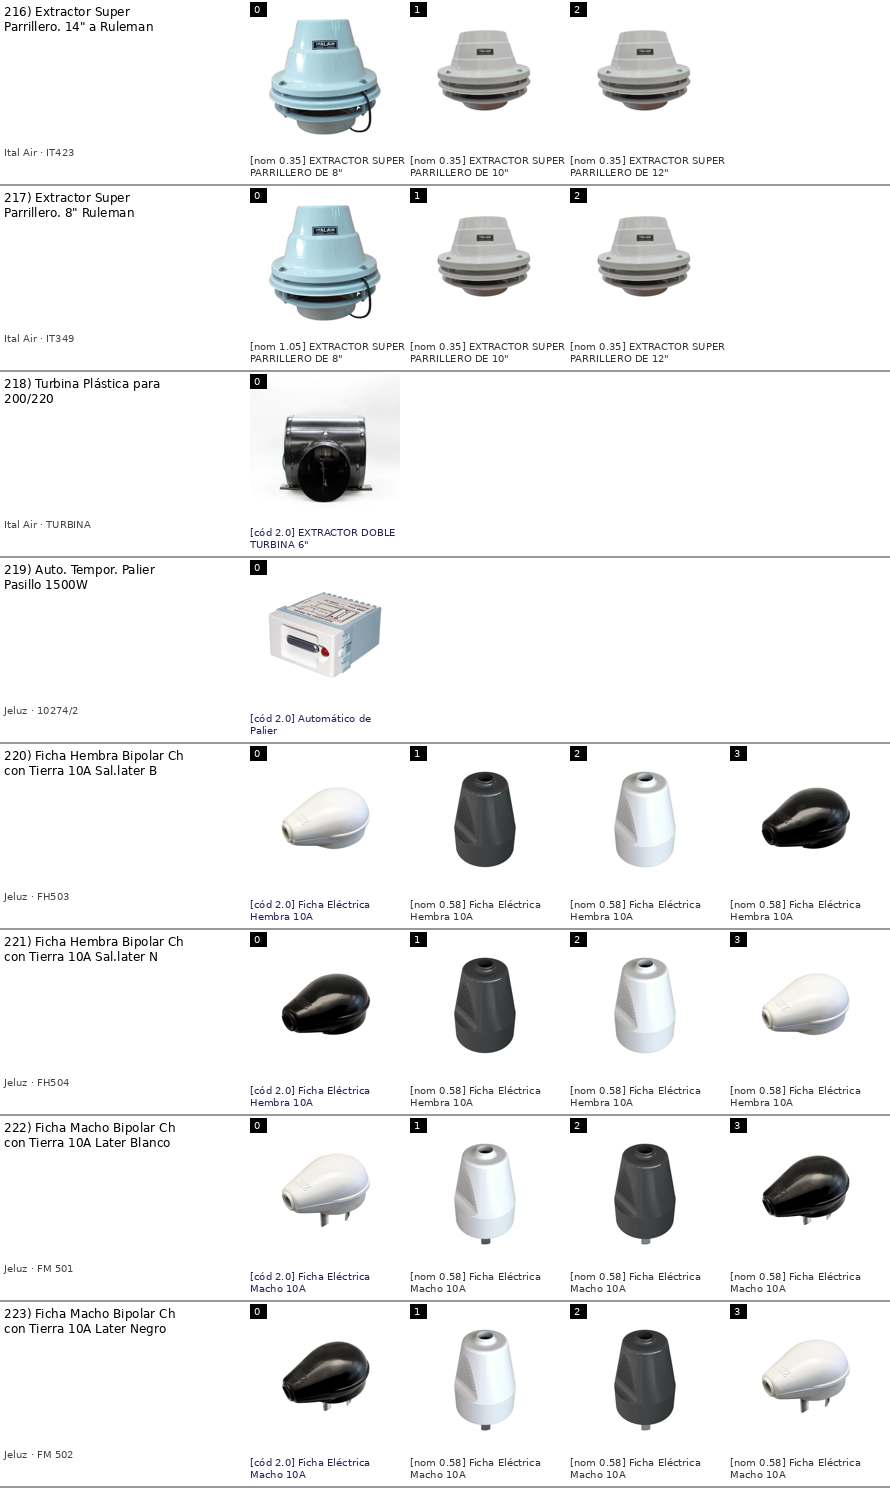 216) Extractor Super
Parrillero. 14" a Ruleman
Ital Air · IT423
0
ITAL AIR
[nom 0.35] EXTRACTOR SUPER
PARRILLERO DE 8"
1
[nom 0.35] EXTRACTOR SUPER
PARRILLERO DE 10"
2
[nom 0.35] EXTRACTOR SUPER
PARRILLERO DE 12"
217) Extractor Super
Parrillero. 8" Ruleman
Ital Air · IT349
0
ITAL AIR
[nom 1.05] EXTRACTOR SUPER
PARRILLERO DE 8"
1
[nom 0.35] EXTRACTOR SUPER
PARRILLERO DE 10"
2
[nom 0.35] EXTRACTOR SUPER
PARRILLERO DE 12"
218) Turbina Plástica para
200/220
Ital Air · TURBINA
0
[cód 2.0] EXTRACTOR DOBLE
TURBINA 6"
219) Auto. Tempor. Palier
Pasillo 1500W
Jeluz · 10274/2
0
[cód 2.0] Automático de
Palier
220) Ficha Hembra Bipolar Ch
con Tierra 10A Sal.later B
Jeluz · FH503
0
[cód 2.0] Ficha Eléctrica
Hembra 10A
1
[nom 0.58] Ficha Eléctrica
Hembra 10A
2
[nom 0.58] Ficha Eléctrica
Hembra 10A
3
[nom 0.58] Ficha Eléctrica
Hembra 10A
221) Ficha Hembra Bipolar Ch
con Tierra 10A Sal.later N
Jeluz · FH504
0
[cód 2.0] Ficha Eléctrica
Hembra 10A
1
[nom 0.58] Ficha Eléctrica
Hembra 10A
2
[nom 0.58] Ficha Eléctrica
Hembra 10A
3
[nom 0.58] Ficha Eléctrica
Hembra 10A
222) Ficha Macho Bipolar Ch
con Tierra 10A Later Blanco
Jeluz · FM 501
0
[cód 2.0] Ficha Eléctrica
Macho 10A
1
[nom 0.58] Ficha Eléctrica
Macho 10A
2
[nom 0.58] Ficha Eléctrica
Macho 10A
3
[nom 0.58] Ficha Eléctrica
Macho 10A
223) Ficha Macho Bipolar Ch
con Tierra 10A Later Negro
Jeluz · FM 502
0
[cód 2.0] Ficha Eléctrica
Macho 10A
1
[nom 0.58] Ficha Eléctrica
Macho 10A
2
[nom 0.58] Ficha Eléctrica
Macho 10A
3
[nom 0.58] Ficha Eléctrica
Macho 10A